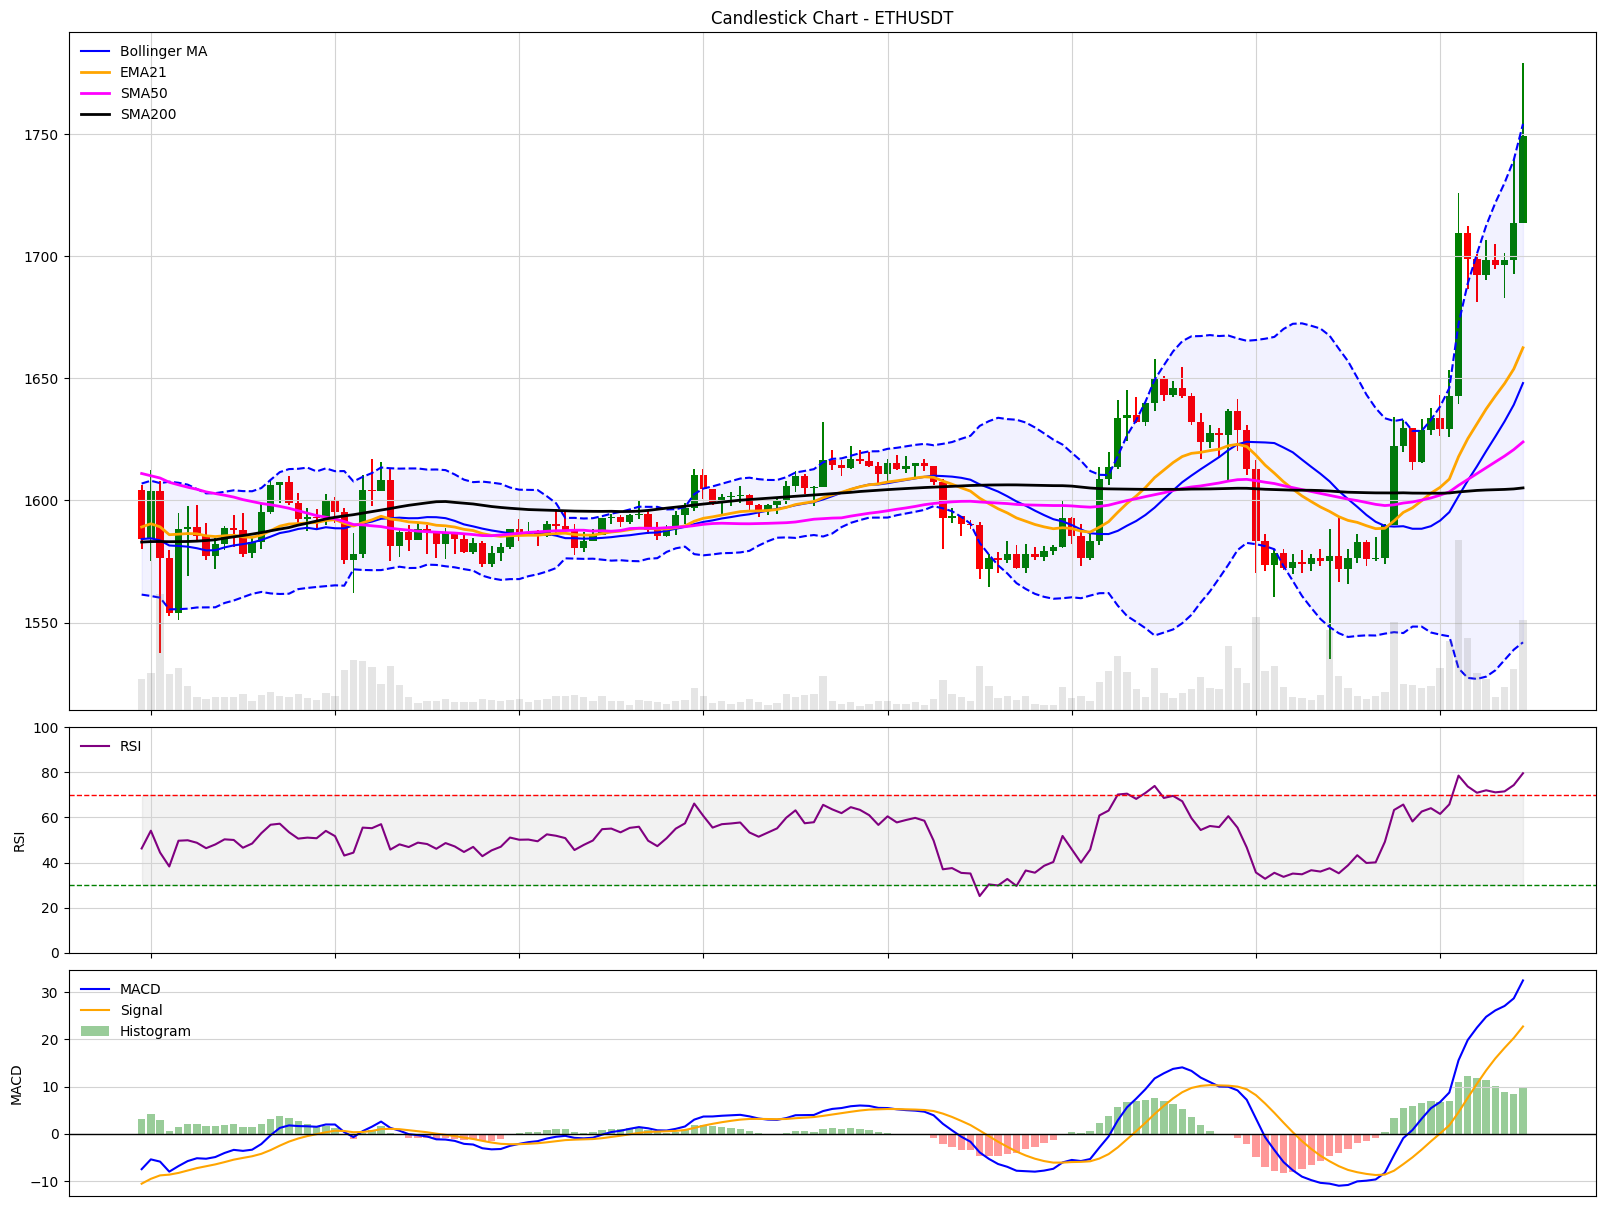 Candlestick Chart - ETHUSDT
Bollinger MA
EMA21
SMA50
SMA200
1750
1700
1650
1600
1550
RSI
100
80
60
40
20
0
RSI
MACD
Signal
Histogram
30
20
10
0
−10
MACD